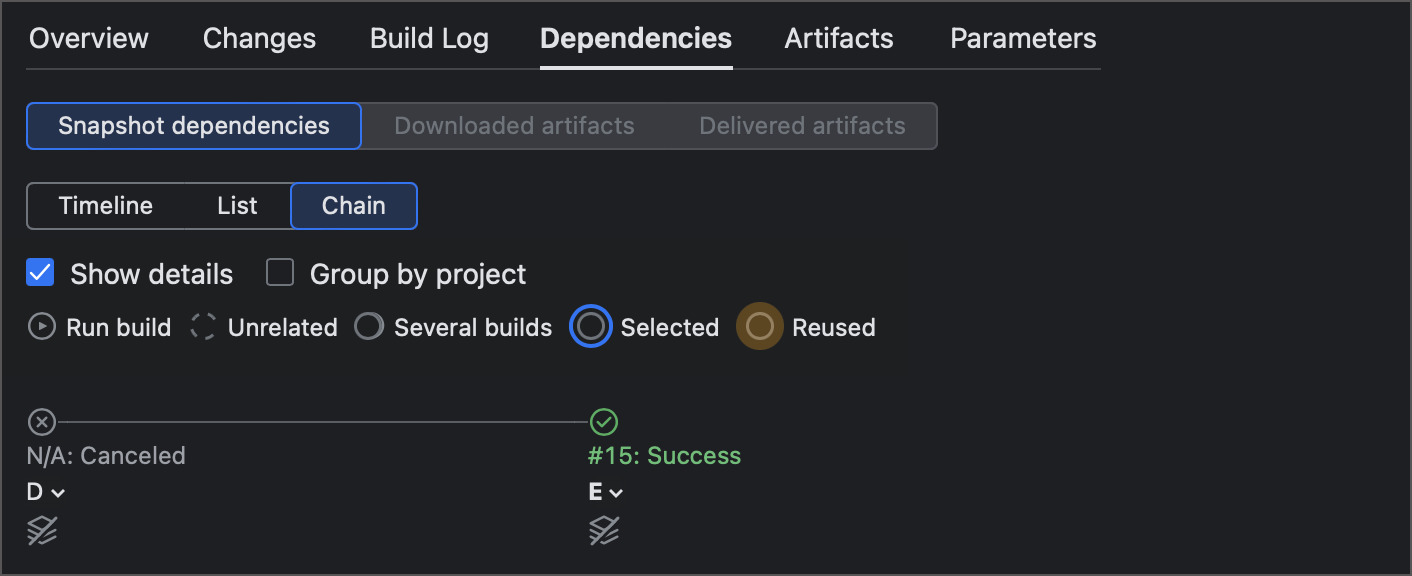 Overview Changes Build Log Dependencies Artifacts Parameters
Snapshot dependencies Downloaded artifacts Delivered artifacts
Timeline List Chain
Show details Group by project
Run build Unrelated Several builds Selected Reused
N/A: Canceled #15: Success
D E